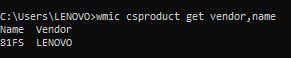 C:\Users\LENOVO>wmic csproduct get vendor,name
Name  Vendor
81FS  LENOVO